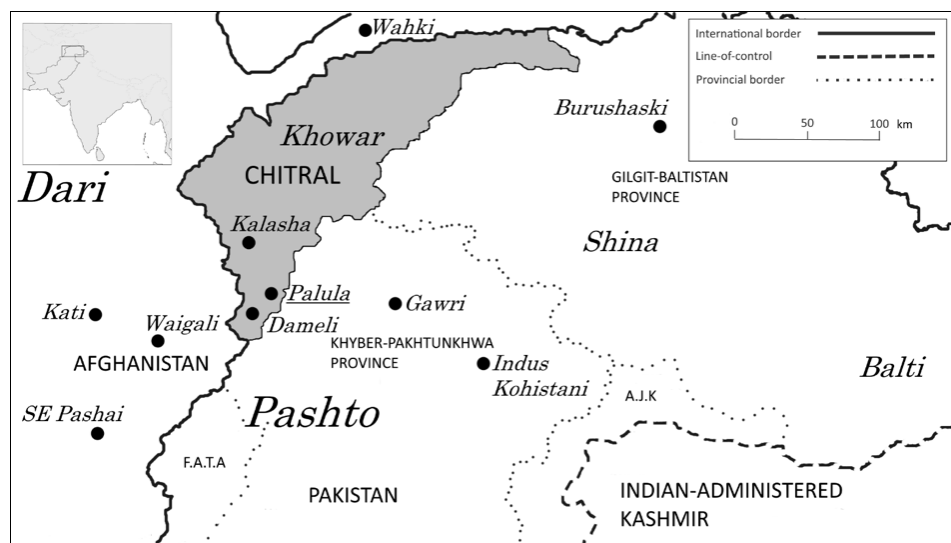 Wahki
International border
Line-of-control
Provincial border
0 50 100 km
Khowar
CHITRAL
Burushaski
GILGIT-BALTISTAN
PROVINCE
Dari
Kalasha
Shina
Palula
Kati
Gawri
Waigali
Dameli
AFGHANISTAN
KHYBER-PAKHTUNKHWA
PROVINCE
Indus
Kohistani
Balti
A.J.K
SE Pashai
Pashto
F.A.T.A
PAKISTAN
INDIAN-ADMINISTERED
KASHMIR